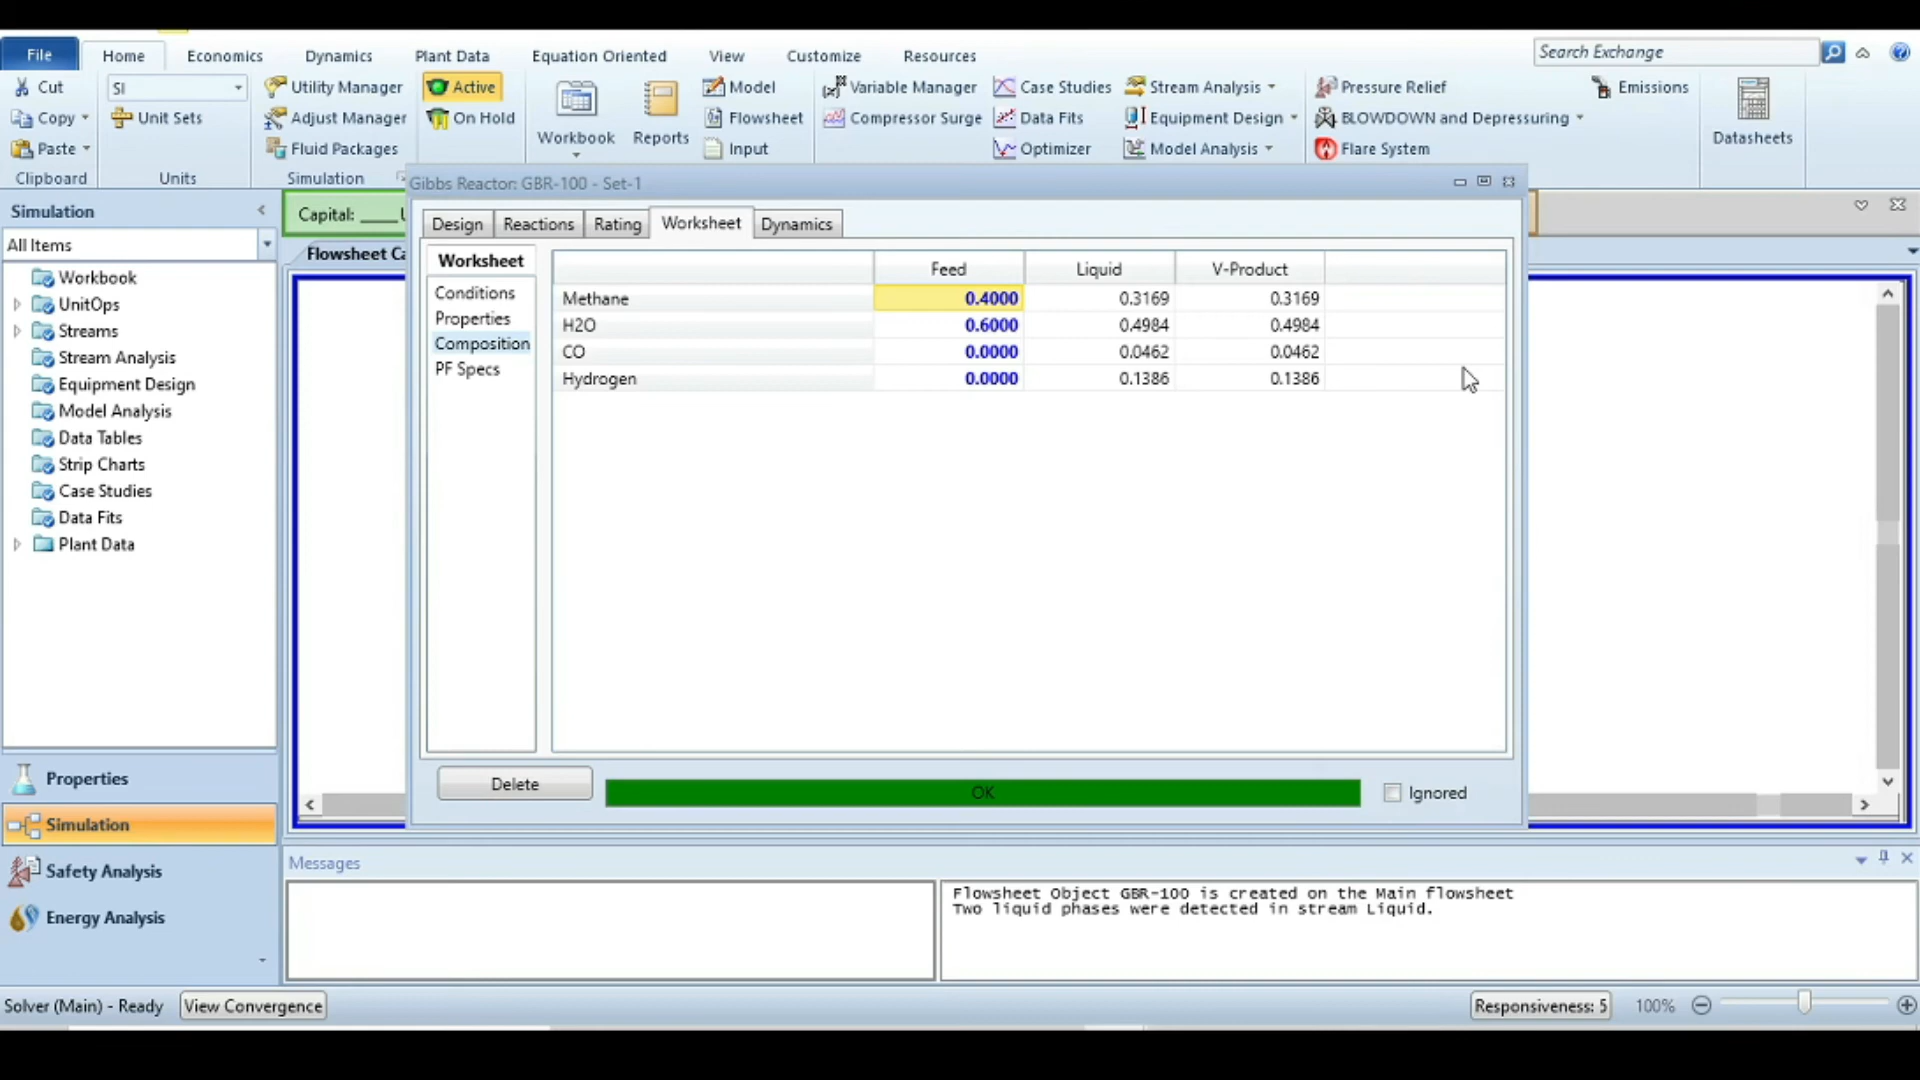 File
Home
Economics
Dynamics
Plant Data
Equation Oriented
View
Customize
Resources
Search Exchange
Cut
Copy
Paste
Clipboard
SI
Unit Sets
Units
Utility Manager
Adjust Manager
Fluid Packages
Simulation
Active
On Hold
Workbook
Reports
Model
Flowsheet
Input
Variable Manager
Compressor Surge
Case Studies
Data Fits
Optimizer
Stream Analysis
Equipment Design
Model Analysis
Pressure Relief
BLOWDOWN and Depressuring
Flare System
Emissions
Datasheets
Simulation
All Items
Workbook
UnitOps
Streams
Stream Analysis
Equipment Design
Model Analysis
Data Tables
Strip Charts
Case Studies
Data Fits
Plant Data
Properties
Simulation
Safety Analysis
Energy Analysis
Capital: ____
Flowsheet Ca
Gibbs Reactor: GBR-100 - Set-1
Design
Reactions
Rating
Worksheet
Dynamics
Worksheet
Conditions
Properties
Composition
PF Specs
Feed Liquid V-Product
Methane 0.4000 0.3169 0.3169
H2O 0.6000 0.4984 0.4984
CO 0.0000 0.0462 0.0462
Hydrogen 0.0000 0.1386 0.1386
Delete
OK
Ignored
Messages
Flowsheet Object GBR-100 is created on the Main flowsheet
Two liquid phases were detected in stream Liquid.
Solver (Main) - Ready
View Convergence
Responsiveness: 5
100%